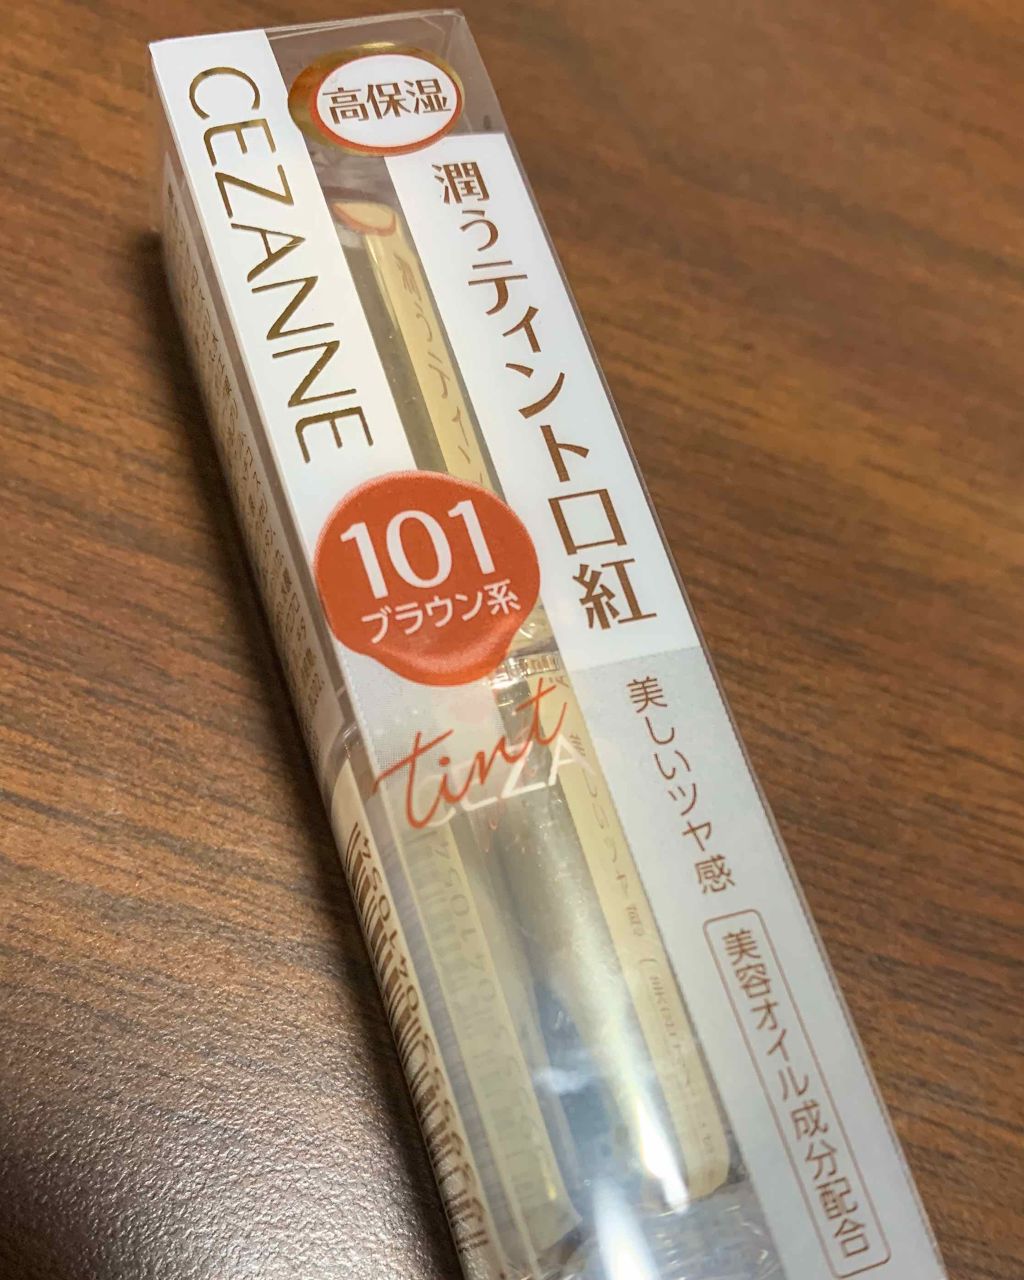 CEZANNE
高保湿
潤うティント口紅
101
ブラウン系
tint
美しいツヤ感
美容オイル成分配合